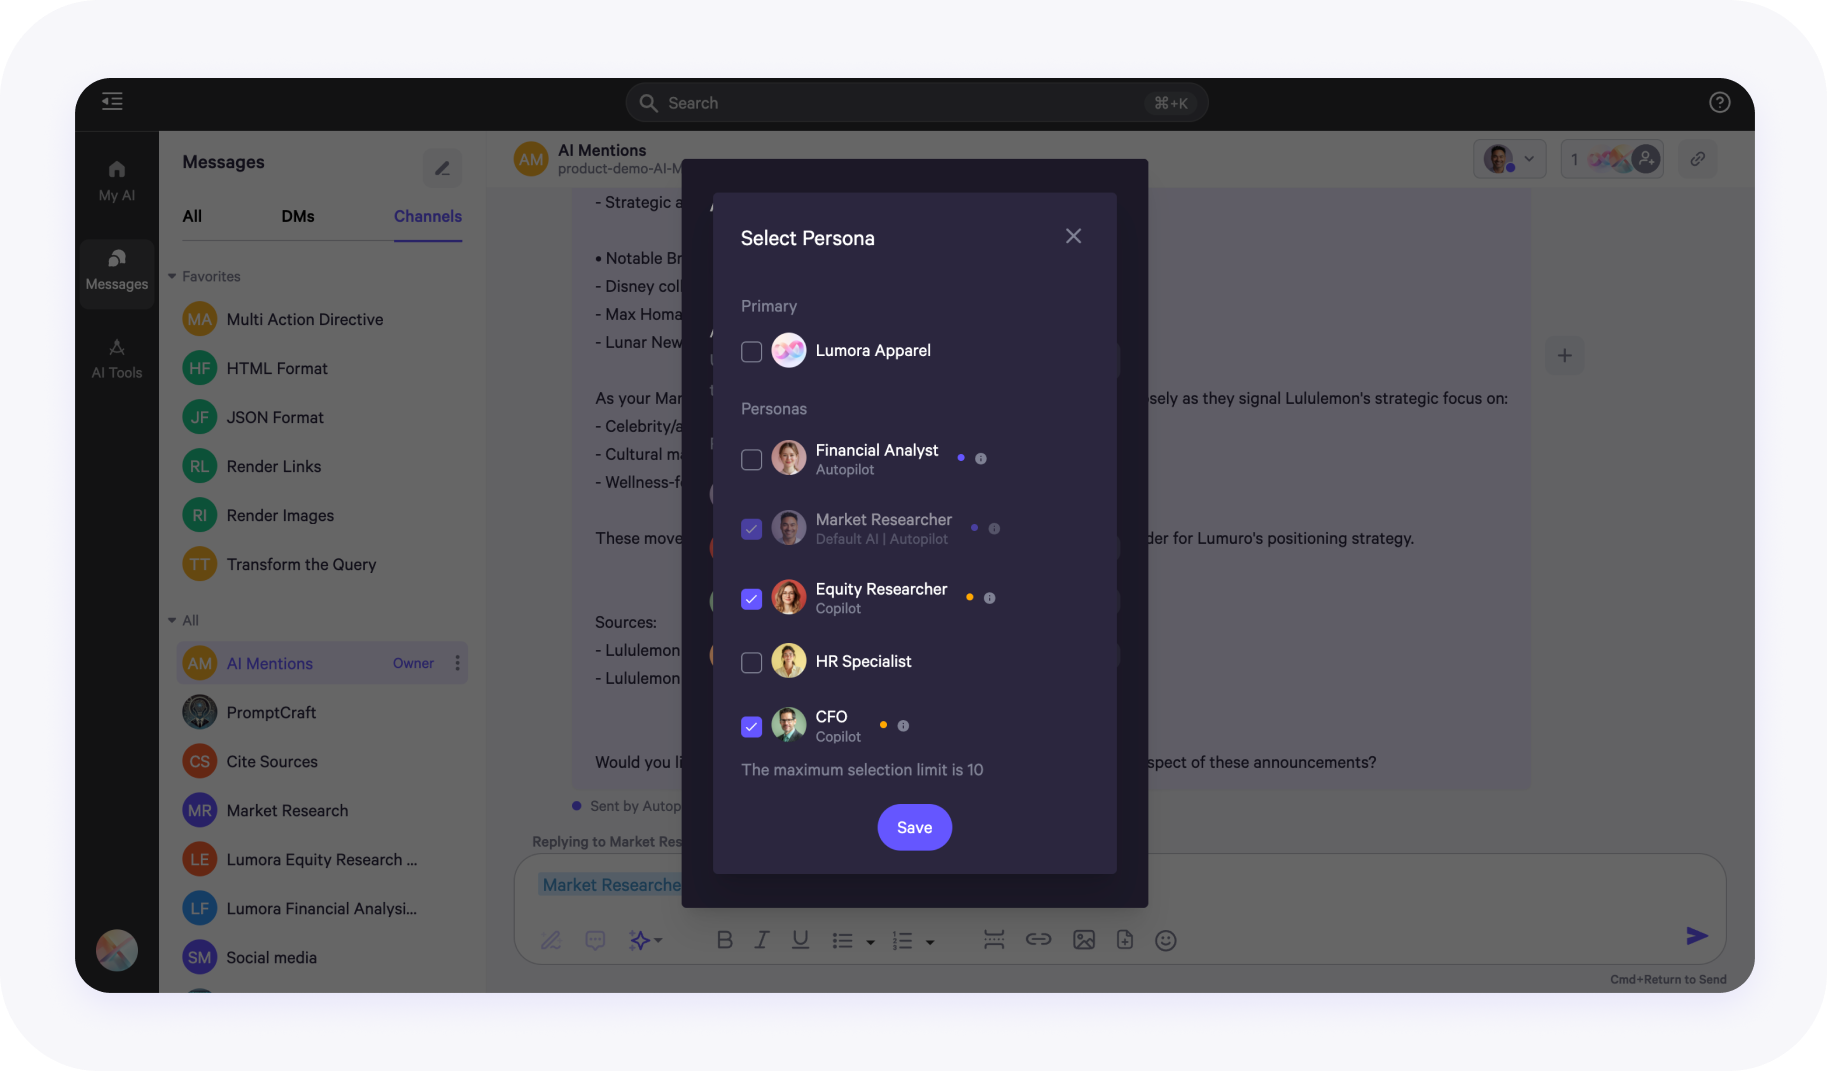 Search
⌘+K
My AI
Messages
AI Tools
Messages
All
DMs
Channels
Favorites
MA
Multi Action Directive
HF
HTML Format
JF
JSON Format
RL
Render Links
RI
Render Images
TT
Transform the Query
All
AM
AI Mentions
Owner
PromptCraft
CS
Cite Sources
MR
Market Research
LE
Lumora Equity Research ...
LF
Lumora Financial Analysi...
SM
Social media
AM
AI Mentions
product-demo-AI-M
1
- Strategic a
• Notable Br
- Disney coll
- Max Homa
- Lunar New
As your Mar
sely as they signal Lululemon's strategic focus on:
- Celebrity/a
- Cultural ma
- Wellness-f
These move
der for Lumuro's positioning strategy.
Sources:
- Lululemon
- Lululemon
Would you li
spect of these announcements?
Sent by Autop
Replying to Market Res
Market Researche
B I U
Cmd+Return to Send
Select Persona
Primary
Lumora Apparel
Personas
Financial Analyst
Autopilot
Market Researcher
Default AI | Autopilot
Equity Researcher
Copilot
HR Specialist
CFO
Copilot
The maximum selection limit is 10
Save